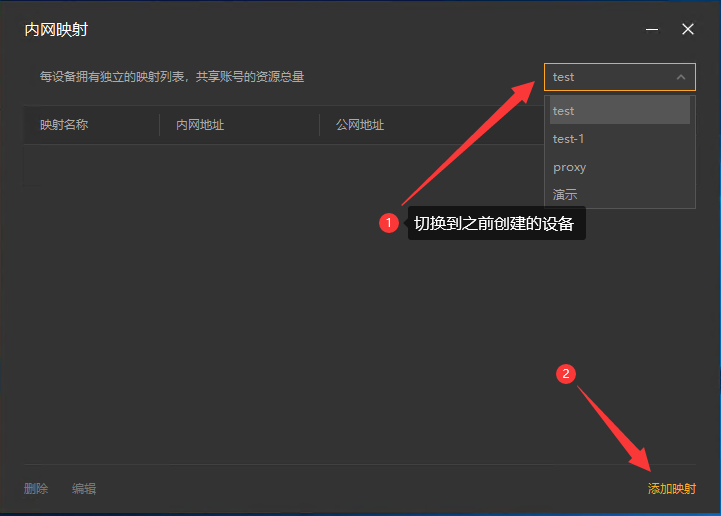 内网映射
每设备拥有独立的映射列表，共享账号的资源总量
test
映射名称 内网地址 公网地址
test
test-1
proxy
演示
1 切换到之前创建的设备
2
删除 编辑 添加映射